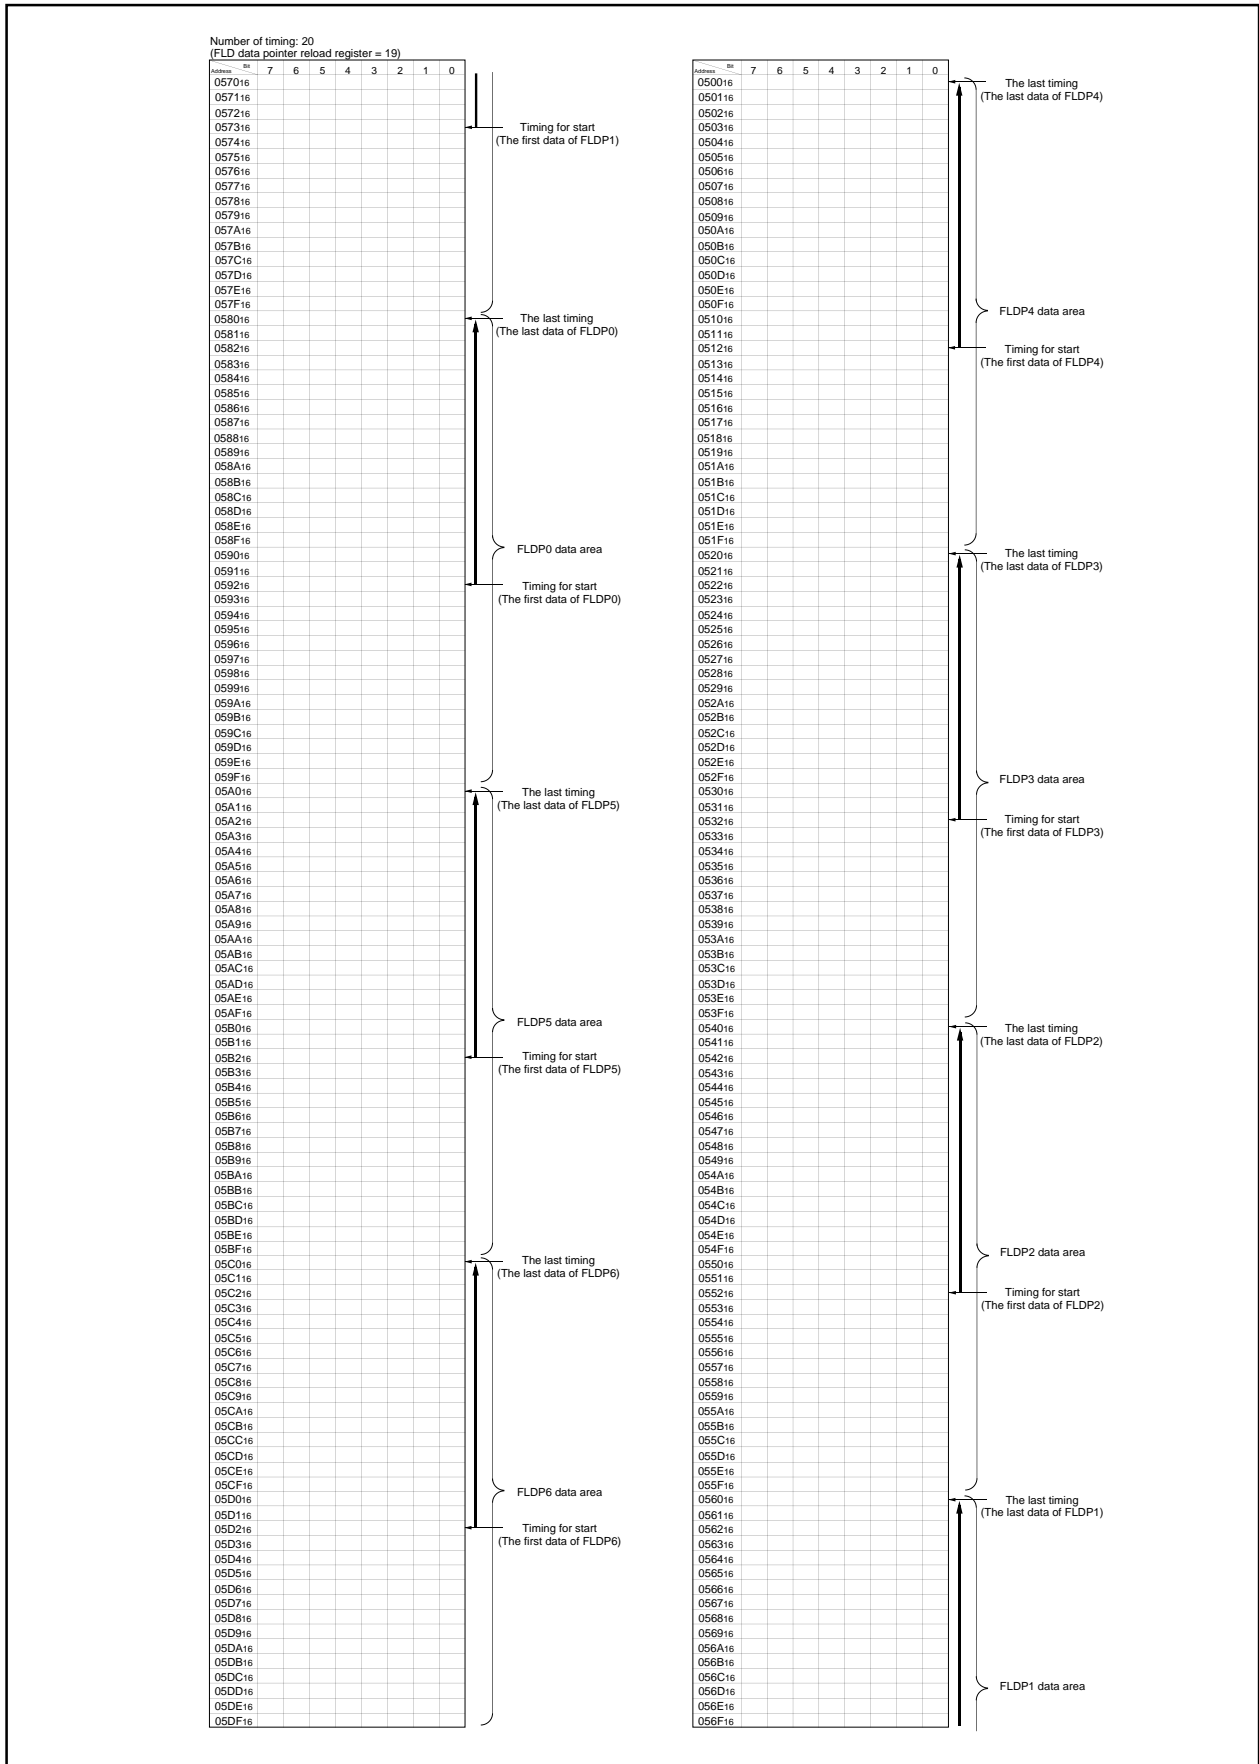 Number of timing: 20
(FLD data pointer reload register = 19)
Bit
Address 7 6 5 4 3 2 1 0
0570₁₆
0571₁₆
0572₁₆
0573₁₆ Timing for start
0574₁₆ (The first data of FLDP1)
0575₁₆
0576₁₆
0577₁₆
0578₁₆
0579₁₆
057A₁₆
057B₁₆
057C₁₆
057D₁₆
057E₁₆
057F₁₆
0580₁₆ The last timing
0581₁₆ (The last data of FLDP0)
0582₁₆
0583₁₆
0584₁₆
0585₁₆
0586₁₆
0587₁₆
0588₁₆
0589₁₆
058A₁₆
058B₁₆
058C₁₆
058D₁₆
058E₁₆
058F₁₆ FLDP0 data area
0590₁₆
0591₁₆
0592₁₆ Timing for start
0593₁₆ (The first data of FLDP0)
0594₁₆
0595₁₆
0596₁₆
0597₁₆
0598₁₆
0599₁₆
059A₁₆
059B₁₆
059C₁₆
059D₁₆
059E₁₆
059F₁₆
05A0₁₆ The last timing
05A1₁₆ (The last data of FLDP5)
05A2₁₆
05A3₁₆
05A4₁₆
05A5₁₆
05A6₁₆
05A7₁₆
05A8₁₆
05A9₁₆
05AA₁₆
05AB₁₆
05AC₁₆
05AD₁₆
05AE₁₆
05AF₁₆ FLDP5 data area
05B0₁₆
05B1₁₆
05B2₁₆ Timing for start
05B3₁₆ (The first data of FLDP5)
05B4₁₆
05B5₁₆
05B6₁₆
05B7₁₆
05B8₁₆
05B9₁₆
05BA₁₆
05BB₁₆
05BC₁₆
05BD₁₆
05BE₁₆
05BF₁₆
05C0₁₆ The last timing
05C1₁₆ (The last data of FLDP6)
05C2₁₆
05C3₁₆
05C4₁₆
05C5₁₆
05C6₁₆
05C7₁₆
05C8₁₆
05C9₁₆
05CA₁₆
05CB₁₆
05CC₁₆
05CD₁₆
05CE₁₆
05CF₁₆ FLDP6 data area
05D0₁₆
05D1₁₆
05D2₁₆ Timing for start
05D3₁₆ (The first data of FLDP6)
05D4₁₆
05D5₁₆
05D6₁₆
05D7₁₆
05D8₁₆
05D9₁₆
05DA₁₆
05DB₁₆
05DC₁₆
05DD₁₆
05DE₁₆
05DF₁₆
Bit
Address 7 6 5 4 3 2 1 0
0500₁₆ The last timing
0501₁₆ (The last data of FLDP4)
0502₁₆
0503₁₆
0504₁₆
0505₁₆
0506₁₆
0507₁₆
0508₁₆
0509₁₆
050A₁₆
050B₁₆
050C₁₆
050D₁₆
050E₁₆
050F₁₆ FLDP4 data area
0510₁₆
0511₁₆
0512₁₆ Timing for start
0513₁₆ (The first data of FLDP4)
0514₁₆
0515₁₆
0516₁₆
0517₁₆
0518₁₆
0519₁₆
051A₁₆
051B₁₆
051C₁₆
051D₁₆
051E₁₆
051F₁₆
0520₁₆ The last timing
0521₁₆ (The last data of FLDP3)
0522₁₆
0523₁₆
0524₁₆
0525₁₆
0526₁₆
0527₁₆
0528₁₆
0529₁₆
052A₁₆
052B₁₆
052C₁₆
052D₁₆
052E₁₆
052F₁₆ FLDP3 data area
0530₁₆
0531₁₆
0532₁₆ Timing for start
0533₁₆ (The first data of FLDP3)
0534₁₆
0535₁₆
0536₁₆
0537₁₆
0538₁₆
0539₁₆
053A₁₆
053B₁₆
053C₁₆
053D₁₆
053E₁₆
053F₁₆
0540₁₆ The last timing
0541₁₆ (The last data of FLDP2)
0542₁₆
0543₁₆
0544₁₆
0545₁₆
0546₁₆
0547₁₆
0548₁₆
0549₁₆
054A₁₆
054B₁₆
054C₁₆
054D₁₆
054E₁₆
054F₁₆ FLDP2 data area
0550₁₆
0551₁₆
0552₁₆ Timing for start
0553₁₆ (The first data of FLDP2)
0554₁₆
0555₁₆
0556₁₆
0557₁₆
0558₁₆
0559₁₆
055A₁₆
055B₁₆
055C₁₆
055D₁₆
055E₁₆
055F₁₆
0560₁₆ The last timing
0561₁₆ (The last data of FLDP1)
0562₁₆
0563₁₆
0564₁₆
0565₁₆
0566₁₆
0567₁₆
0568₁₆
0569₁₆
056A₁₆
056B₁₆
056C₁₆
056D₁₆ FLDP1 data area
056E₁₆
056F₁₆